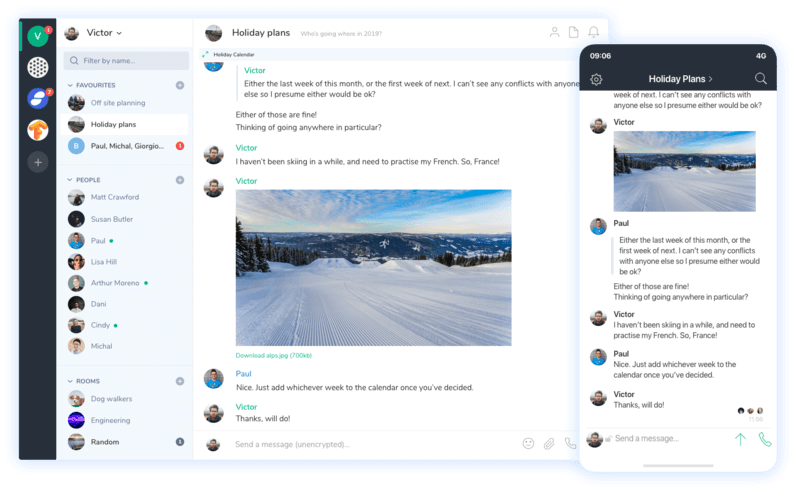 V
1
2
+
Victor
Filter by name...
FAVOURITES
Off site planning
Holiday plans
B
Paul, Michal, Giorgio...
1
PEOPLE
Matt Crawford
Susan Butler
Paul
Lisa Hill
Arthur Moreno
Dani
Cindy
Michal
ROOMS
Dog walkers
Engineering
Random
1
Holiday plans
Who's going where in 2019?
Holiday Calendar
Victor
Either the last week of this month, or the first week of next. I can't see any conflicts with anyone
else so I presume either would be ok?
Either of those are fine!
Thinking of going anywhere in particular?
Victor
I haven't been skiing in a while, and need to practise my French. So, France!
Victor
Download alps.jpg (700kb)
Paul
Nice. Just add whichever week to the calendar once you've decided.
Victor
Thanks, will do!
Send a message (unencrypted)...
09:06
4G
Holiday Plans
week of next. I can't see any conflicts with
anyone else so I presume either would be ok?
Victor
Paul
Either the last week of this month, or the
first week of next. I can't see any conflicts
with anyone else so I presume either would
be ok?
Either of those are fine!
Thinking of going anywhere in particular?
Victor
I haven't been skiing in a while, and need to
practise my French. So, France!
Paul
Nice. Just add whichever week to the
calendar once you've decided.
Victor
Thanks, will do!
Send a message...